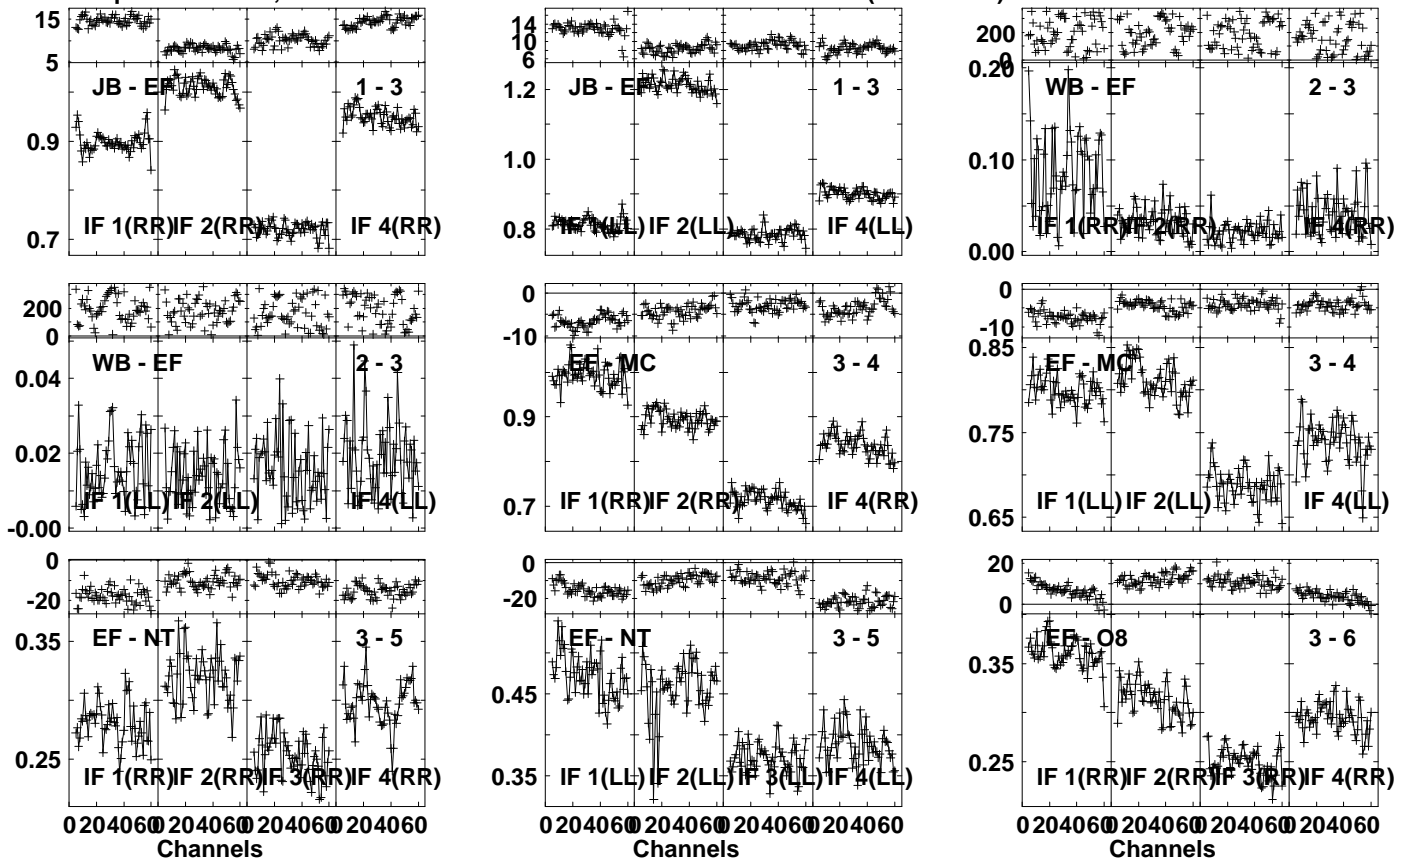 15
5
JB - EF 1 - 3
0.9
0.7
IF 1(RR) IF 2(RR) IF 4(RR)
14
10
6
JB - EF 1 - 3
1.2
1.0
0.8
IF 1(LL) IF 2(LL) IF 4(LL)
200
0
0.20
WB - EF 2 - 3
0.10
0.00
IF 1(RR) IF 2(RR) IF 4(RR)
200
0
WB - EF 2 - 3
0.04
0.02
-0.00
IF 1(LL) IF 2(LL) IF 4(LL)
0
-10
EF - MC 3 - 4
0.9
0.7
IF 1(RR) IF 2(RR) IF 4(RR)
0
-10
0.85
EF - MC 3 - 4
0.75
0.65
IF 1(LL) IF 2(LL) IF 4(LL)
0
-20
EF - NT 3 - 5
0.35
0.25
IF 1(RR) IF 2(RR) IF 3(RR) IF 4(RR)
0 20 40 60 0 20 40 60 0 20 40 60 0 20 40 60
Channels
0
-20
EF - NT 3 - 5
0.45
0.35
IF 1(LL) IF 2(LL) IF 3(LL) IF 4(LL)
0 20 40 60 0 20 40 60 0 20 40 60 0 20 40 60
Channels
20
0
EF - O8 3 - 6
0.35
0.25
IF 1(RR) IF 2(RR) IF 3(RR) IF 4(RR)
0 20 40 60 0 20 40 60 0 20 40 60 0 20 40 60
Channels